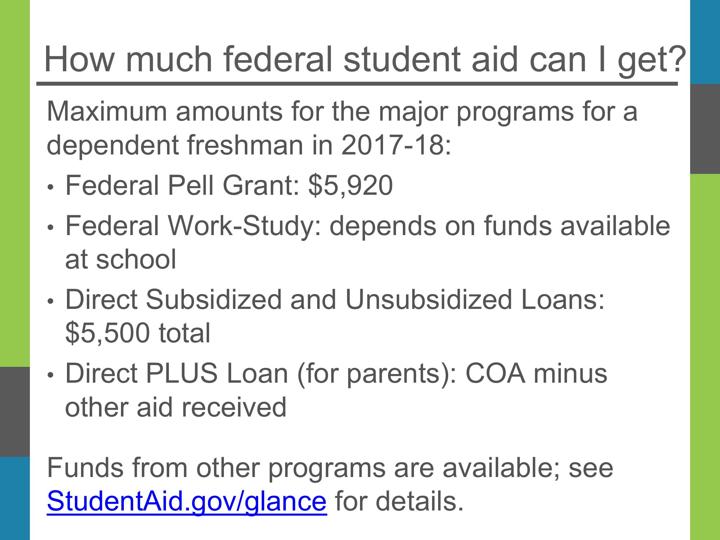 How much federal student aid can I get?
Maximum amounts for the major programs for a
dependent freshman in 2017-18:
• Federal Pell Grant: $5,920
• Federal Work-Study: depends on funds available
at school
• Direct Subsidized and Unsubsidized Loans:
$5,500 total
• Direct PLUS Loan (for parents): COA minus
other aid received
Funds from other programs are available; see
StudentAid.gov/glance for details.